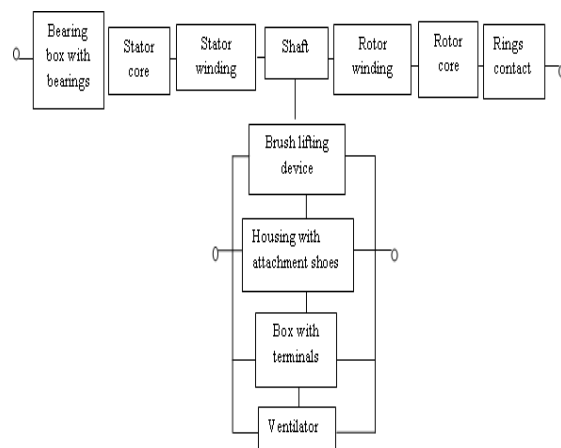 Bearing
box with
bearings
Stator
core
Stator
winding
Shaft
Rotor
winding
Rotor
core
Rings
contact
Brush lifting
device
Housing with
attachment shoes
Box with
terminals
Ventilator